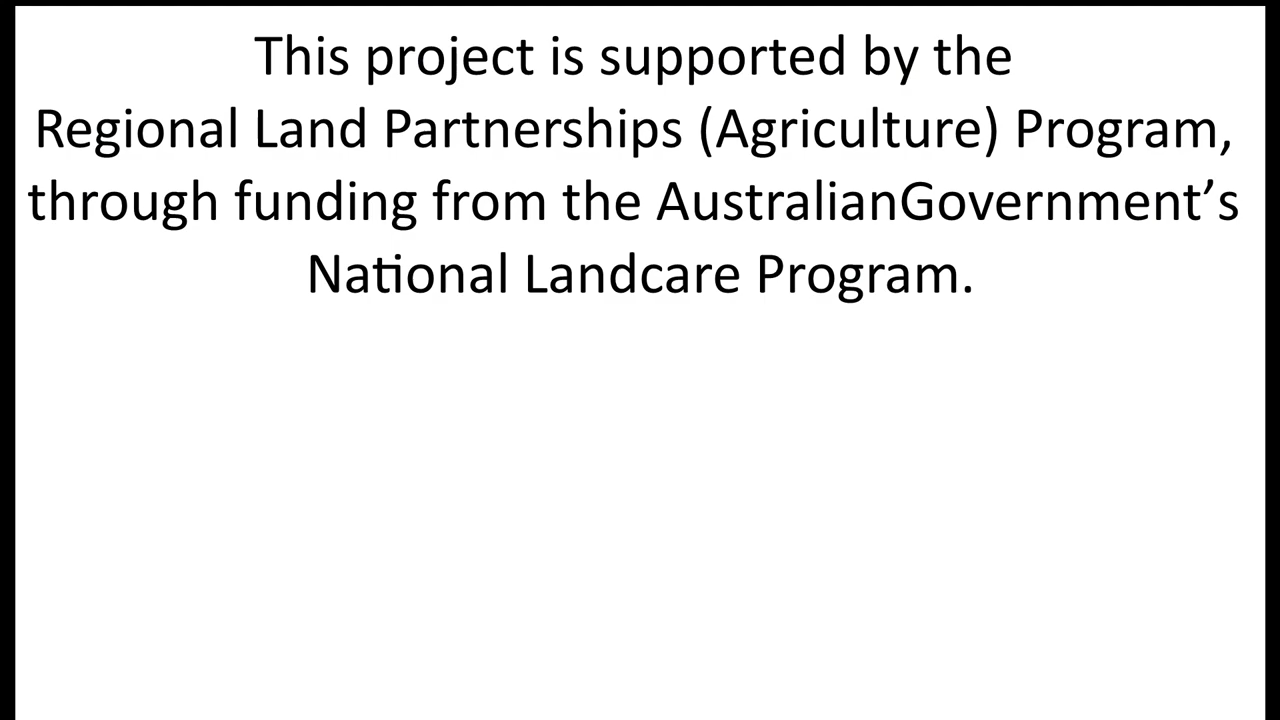 This project is supported by the
Regional Land Partnerships (Agriculture) Program,
through funding from the AustralianGovernment’s
National Landcare Program.